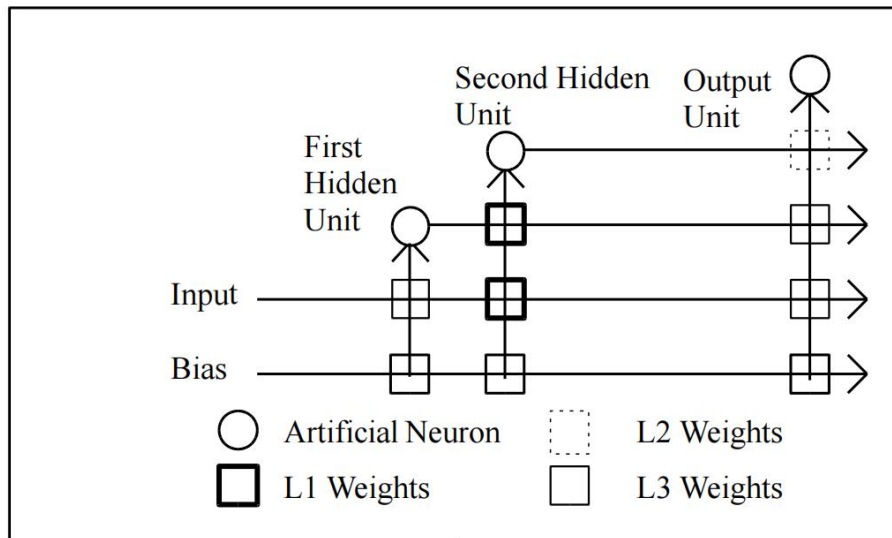 Second Hidden
Unit
Output
Unit
First
Hidden
Unit
Input
Bias
Artificial Neuron
L2 Weights
L1 Weights
L3 Weights